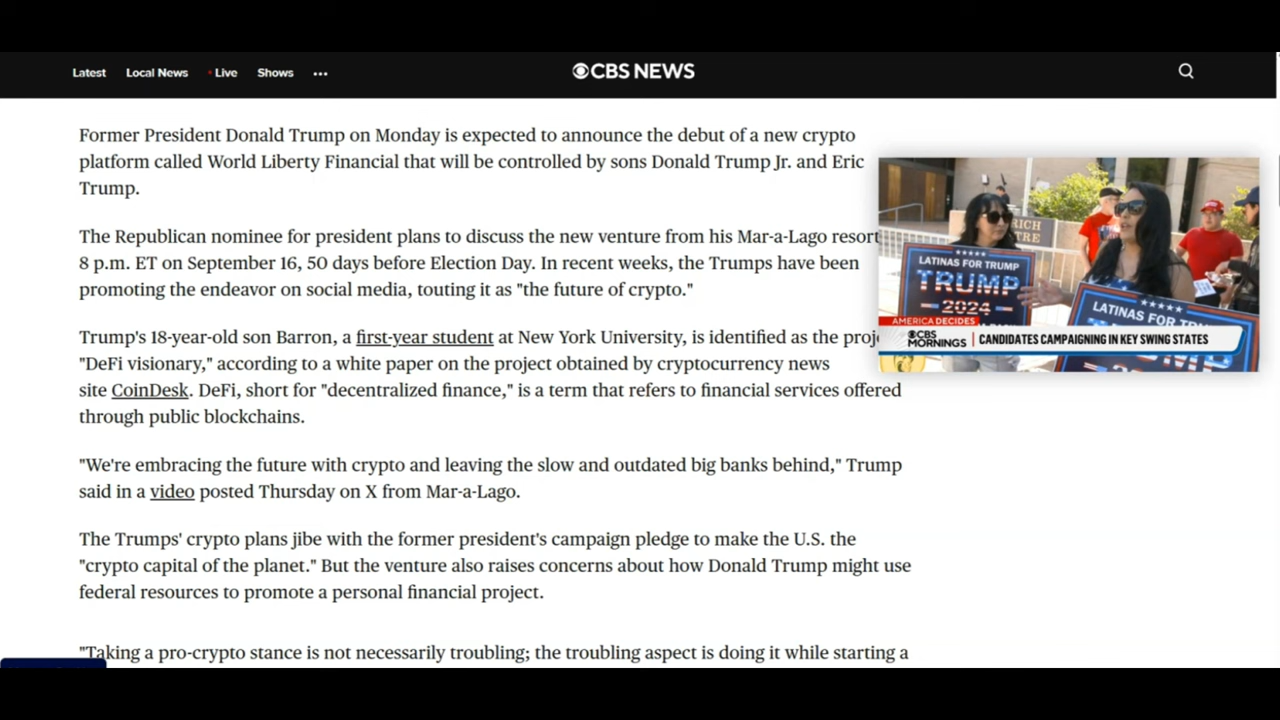 Latest Local News Live Shows ... CBS NEWS
Former President Donald Trump on Monday is expected to announce the debut of a new crypto
platform called World Liberty Financial that will be controlled by sons Donald Trump Jr. and Eric
Trump.
The Republican nominee for president plans to discuss the new venture from his Mar-a-Lago resort
8 p.m. ET on September 16, 50 days before Election Day. In recent weeks, the Trumps have been
promoting the endeavor on social media, touting it as "the future of crypto."
Trump's 18-year-old son Barron, a first-year student at New York University, is identified as the proj
"DeFi visionary," according to a white paper on the project obtained by cryptocurrency news
site CoinDesk. DeFi, short for "decentralized finance," is a term that refers to financial services offered
through public blockchains.
"We're embracing the future with crypto and leaving the slow and outdated big banks behind," Trump
said in a video posted Thursday on X from Mar-a-Lago.
The Trumps' crypto plans jibe with the former president's campaign pledge to make the U.S. the
"crypto capital of the planet." But the venture also raises concerns about how Donald Trump might use
federal resources to promote a personal financial project.
"Taking a pro-crypto stance is not necessarily troubling; the troubling aspect is doing it while starting a
LATINAS FOR TRUMP
TRUMP
2024
LATINAS FOR
AMERICA DECIDES
CBS
MORNINGS
CANDIDATES CAMPAIGNING IN KEY SWING STATES